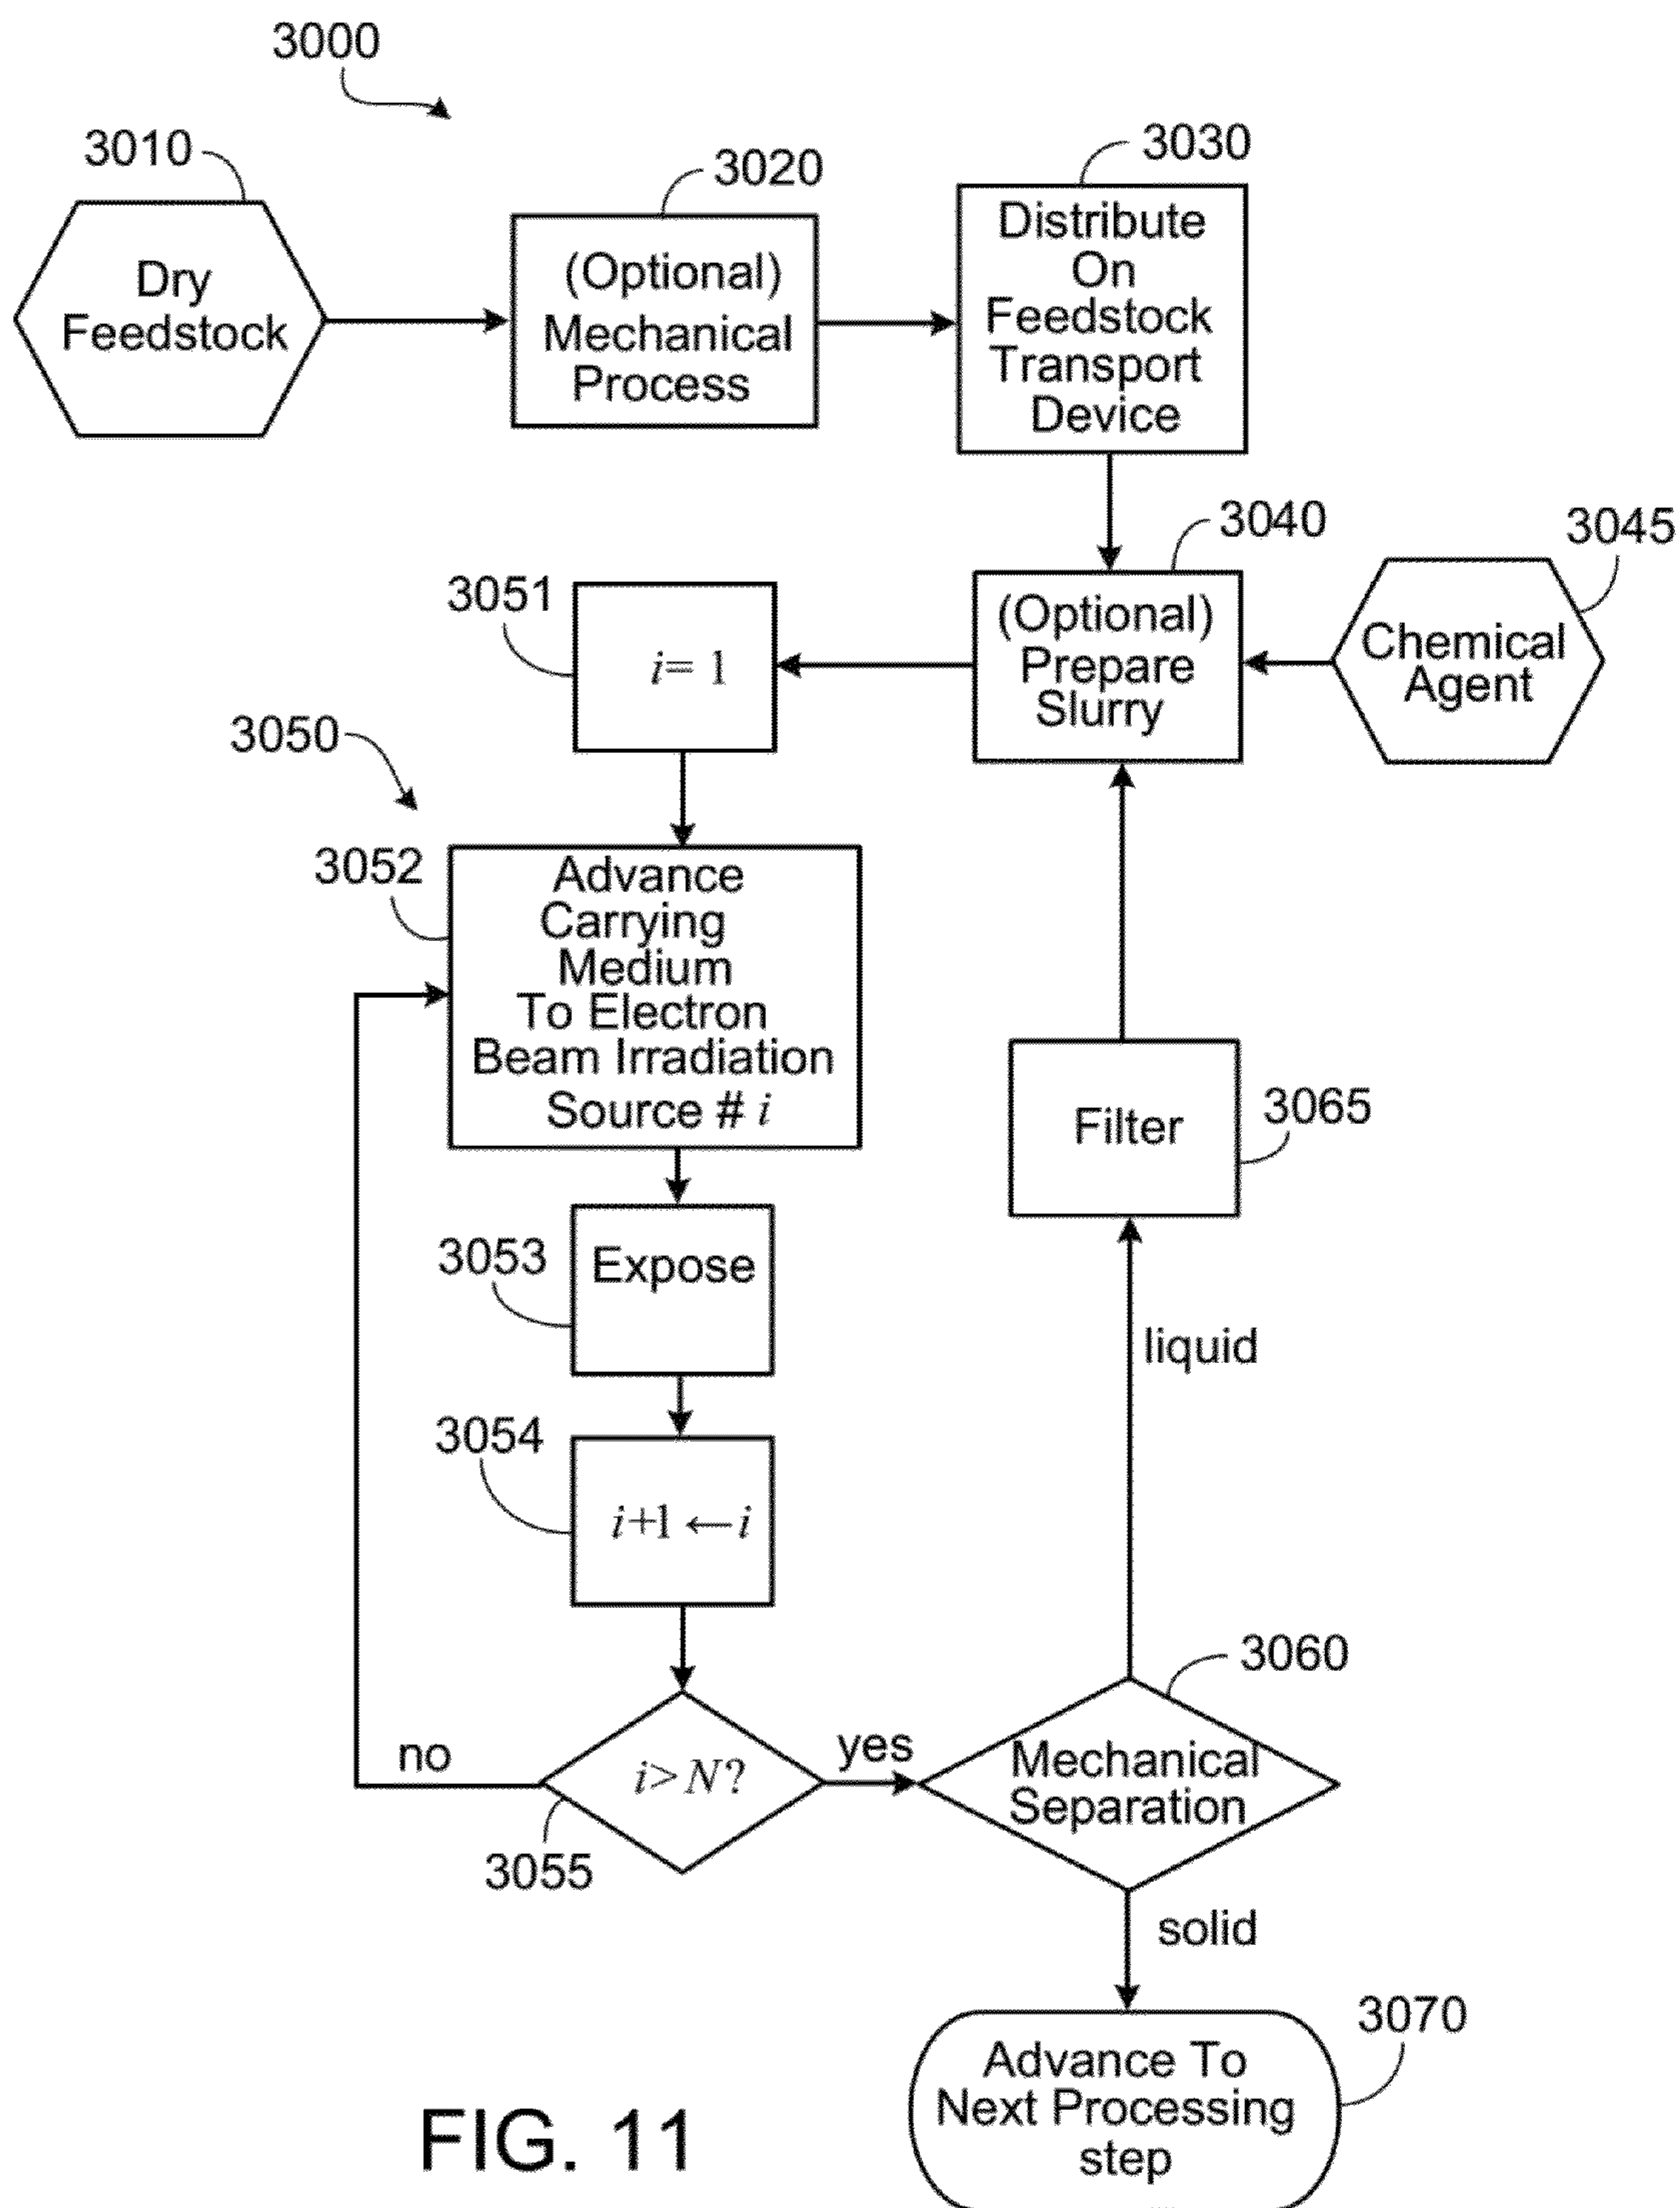 3000
3010
Dry
Feedstock
3020
(Optional)
Mechanical
Process
3030
Distribute
On
Feedstock
Transport
Device
3040
(Optional)
Prepare
Slurry
3045
Chemical
Agent
3051
i= 1
3050
3052
Advance
Carrying
Medium
To Electron
Beam Irradiation
Source # i
3053
Expose
3054
i+1 ←i
3055
i>N?
no
yes
3060
Mechanical
Separation
liquid
3065
Filter
solid
3070
Advance To
Next Processing
step
FIG. 11